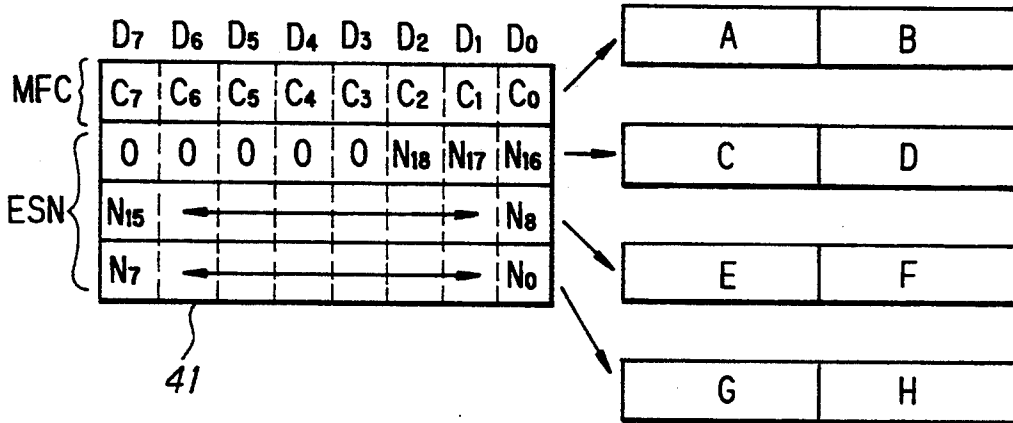 D₇ D₆ D₅ D₄ D₃ D₂ D₁ D₀
MFC C₇ C₆ C₅ C₄ C₃ C₂ C₁ C₀
ESN 0 0 0 0 0 N₁₈ N₁₇ N₁₆
N₁₅ N₈
N₇ N₀
41
A B
C D
E F
G H